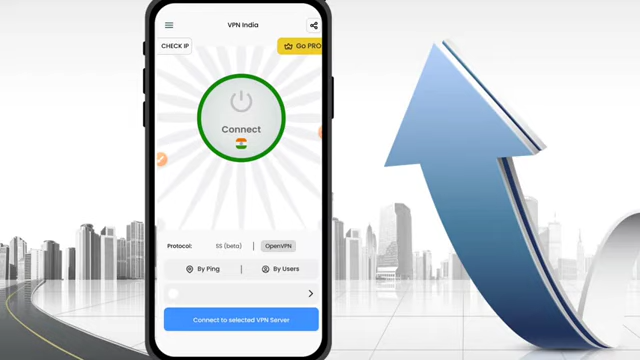 VPN India
CHECK IP
Go PRO
Connect
Protocol: SS (beta) OpenVPN
By Ping By Users
Connect to selected VPN Server